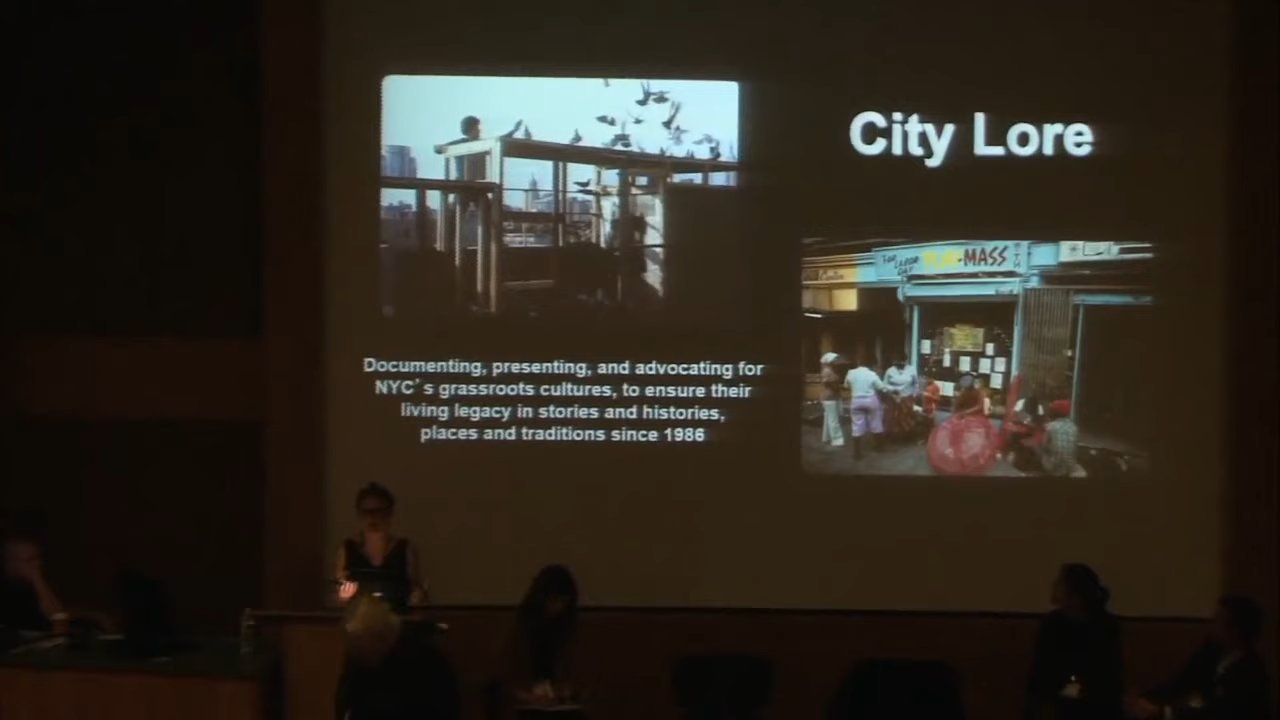 City Lore
Documenting, presenting, and advocating for
NYC's grassroots cultures, to ensure their
living legacy in stories and histories,
places and traditions since 1986
-MASS